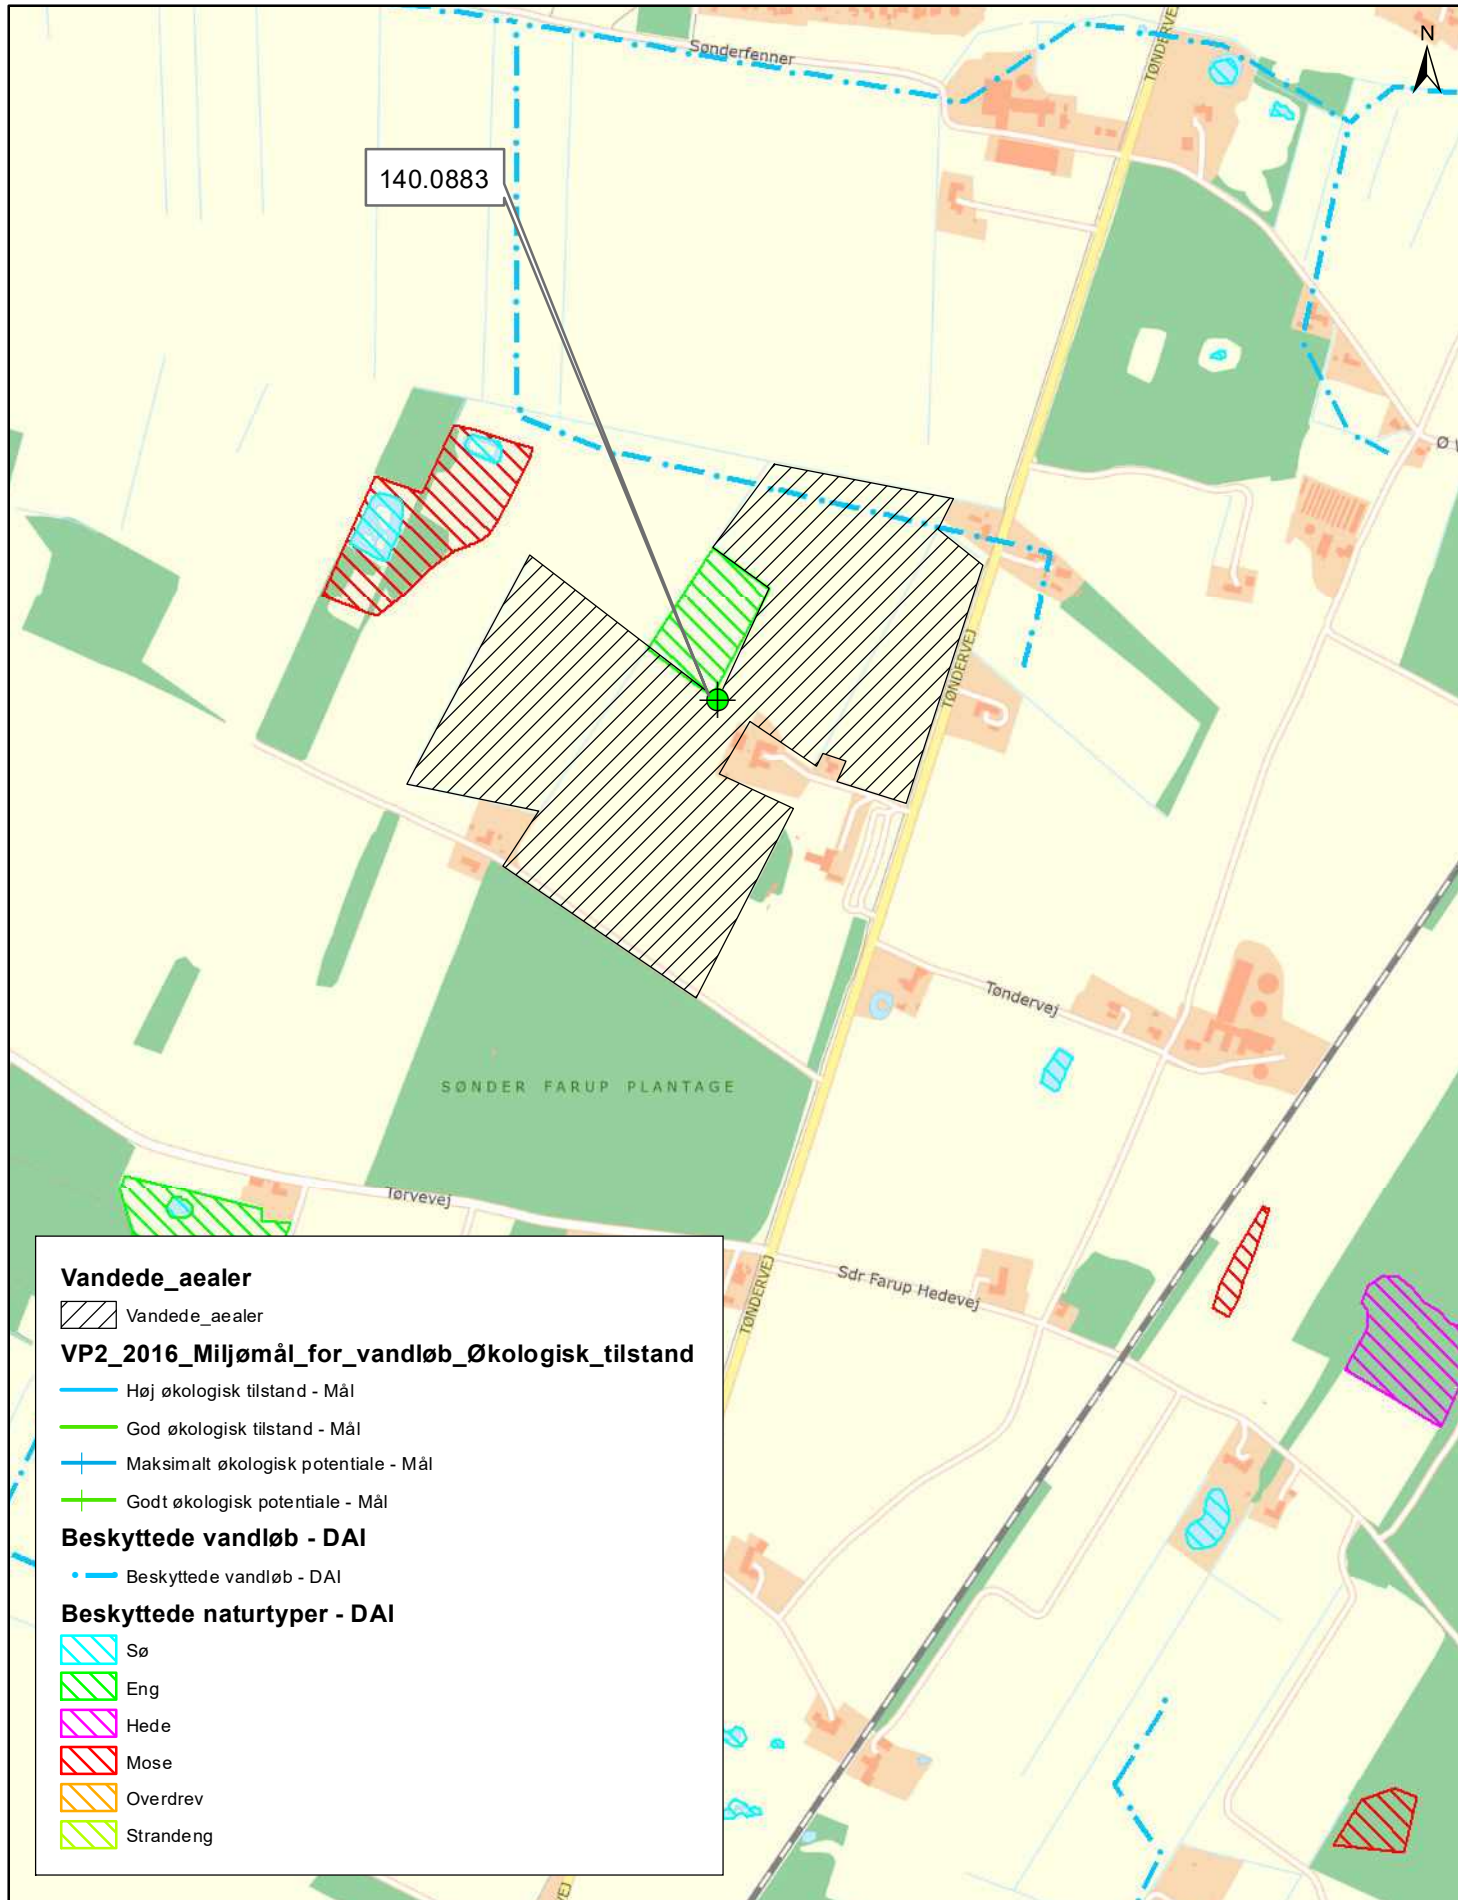 Sønderfenner
TØNDERVEJ
N
140.0883
Ø
TØNDERVEJ
Tøndervej
SØNDER FARUP PLANTAGE
Tørvevej
Sdr Farup Hedevej
TØNDERVEJ
Vandede_aealer
Vandede_aealer
VP2_2016_Miljømål_for_vandløb_Økologisk_tilstand
Høj økologisk tilstand - Mål
God økologisk tilstand - Mål
Maksimalt økologisk potentiale - Mål
Godt økologisk potentiale - Mål
Beskyttede vandløb - DAI
Beskyttede vandløb - DAI
Beskyttede naturtyper - DAI
Sø
Eng
Hede
Mose
Overdrev
Strandeng